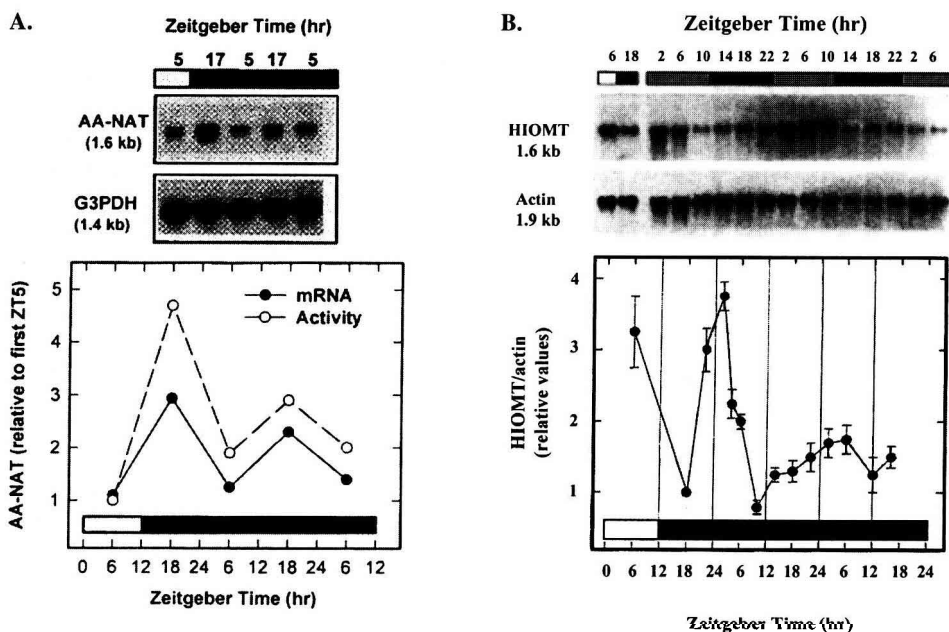 A.
Zeitgeber Time (hr)
5 17 5 17 5
AA-NAT
(1.6 kb)
G3PDH
(1.4 kb)
AA-NAT (relative to first ZT5)
5
4
3
2
1
mRNA
Activity
0 6 12 18 24 6 12 18 24 6 12
Zeitgeber Time (hr)
B.
Zeitgeber Time (hr)
6 18 2 6 10 14 18 22 2 6 10 14 18 22 2 6
HIOMT
1.6 kb
Actin
1.9 kb
HIOMT/actin
(relative values)
4
3
2
1
0 6 12 18 24 6 12 18 24 6 12 18 24
Zeitgeber Time (hr)